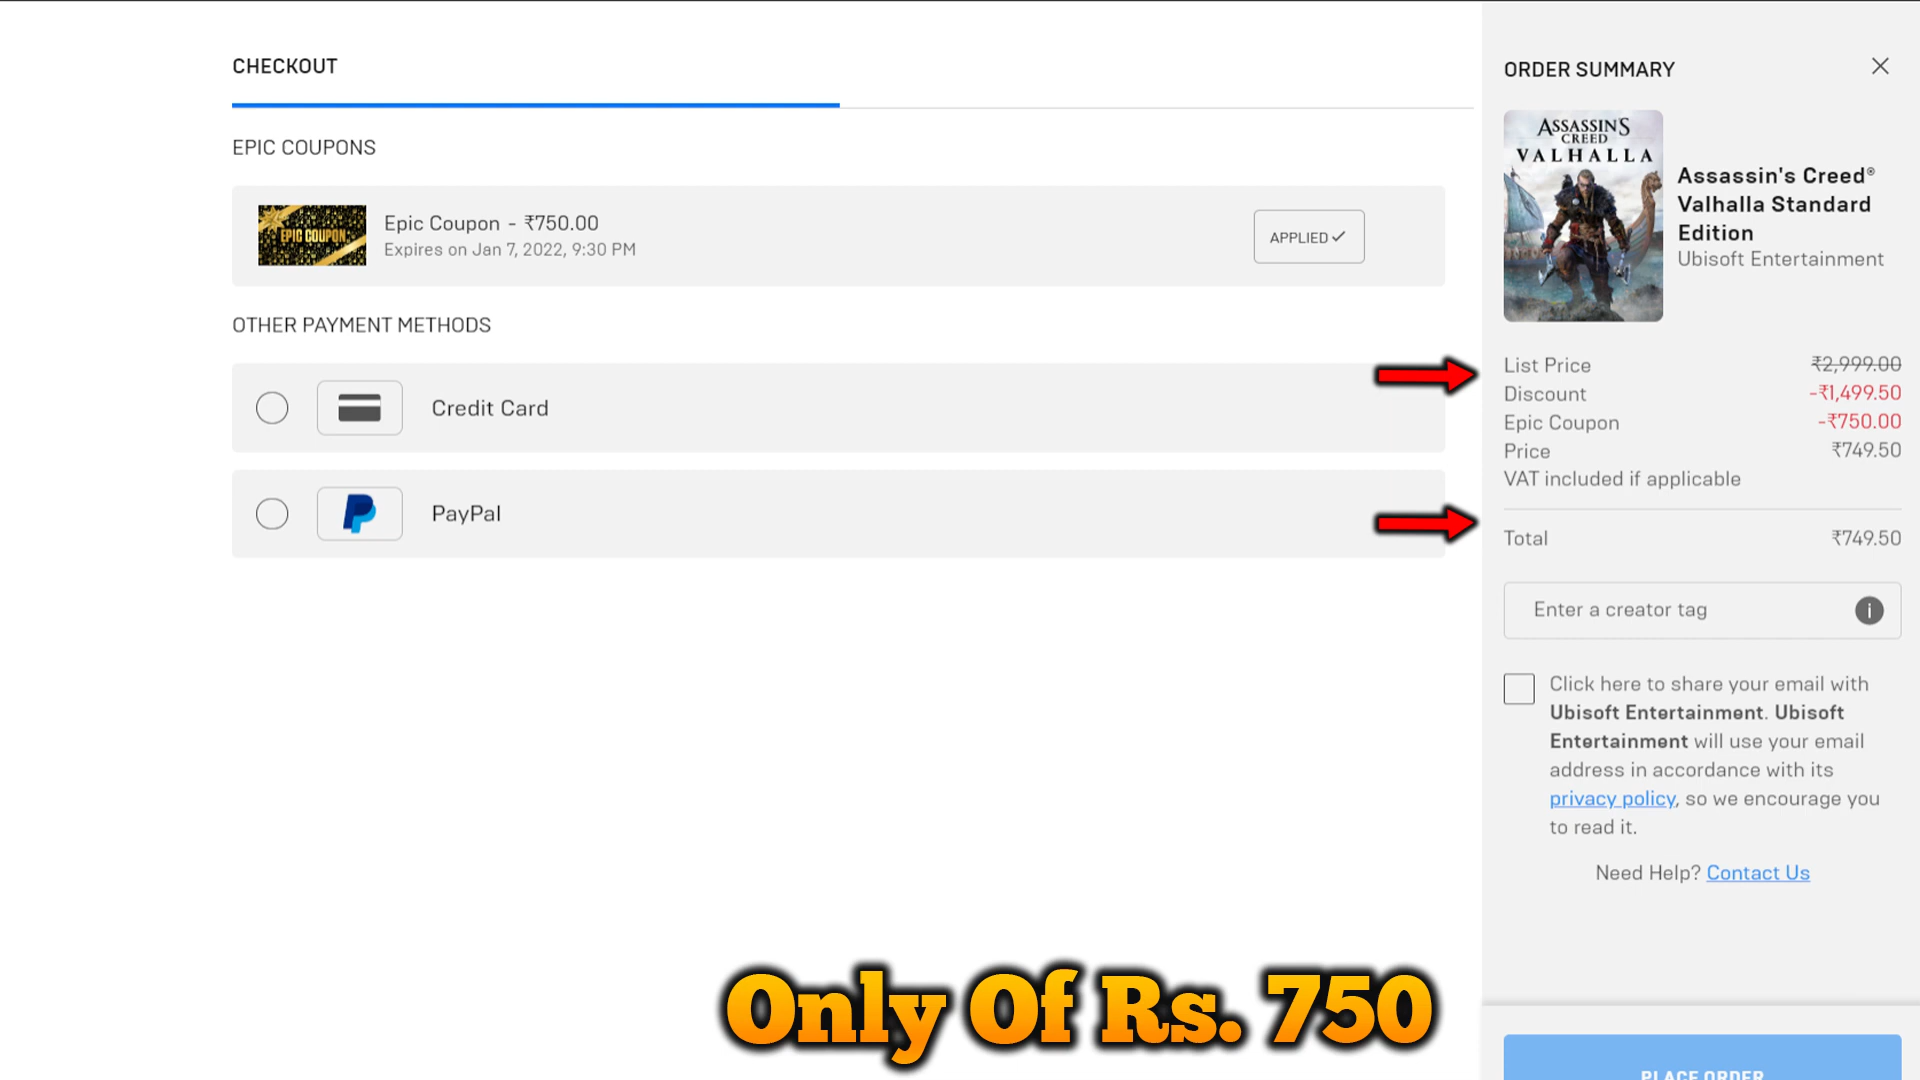 CHECKOUT
EPIC COUPONS
EPIC COUPON
Epic Coupon - ₹750.00
Expires on Jan 7, 2022, 9:30 PM
APPLIED ✓
OTHER PAYMENT METHODS
Credit Card
PayPal
ORDER SUMMARY
ASSASSIN'S
CREED
VALHALLA
Assassin's Creed®
Valhalla Standard
Edition
Ubisoft Entertainment
List Price ₹2,999.00
Discount -₹1,499.50
Epic Coupon -₹750.00
Price ₹749.50
VAT included if applicable
Total ₹749.50
Enter a creator tag
Click here to share your email with
Ubisoft Entertainment. Ubisoft
Entertainment will use your email
address in accordance with its
privacy policy, so we encourage you
to read it.
Need Help? Contact Us
PLACE ORDER
Only Of Rs. 750